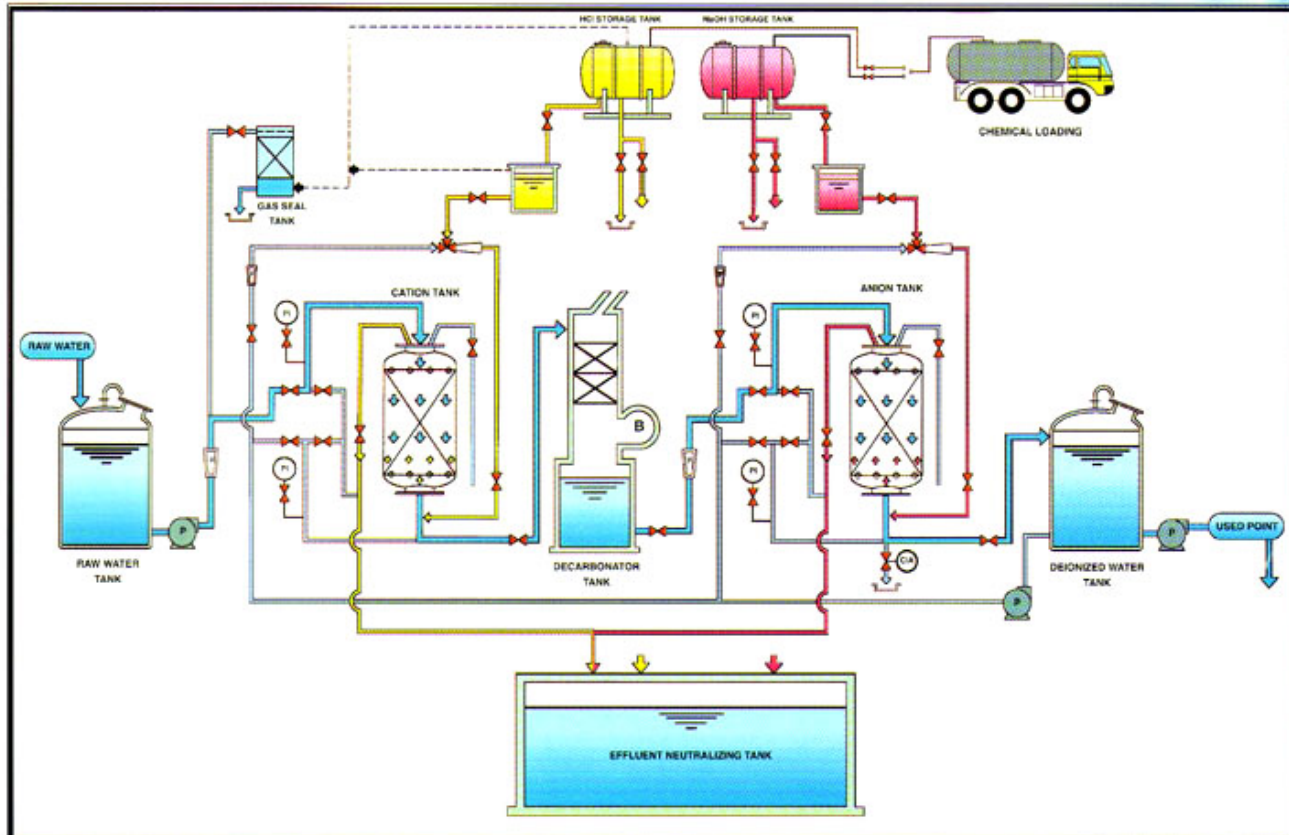 HCl STORAGE TANK
NaOH STORAGE TANK
CHEMICAL LOADING
GAS SEAL
TANK
CATION TANK
ANION TANK
PI
PI
RAW WATER
B
PI
PI
P
RAW WATER
TANK
DECARBONATOR
TANK
CIA
P
DEIONIZED WATER
TANK
P
USED POINT
EFFLUENT NEUTRALIZING TANK